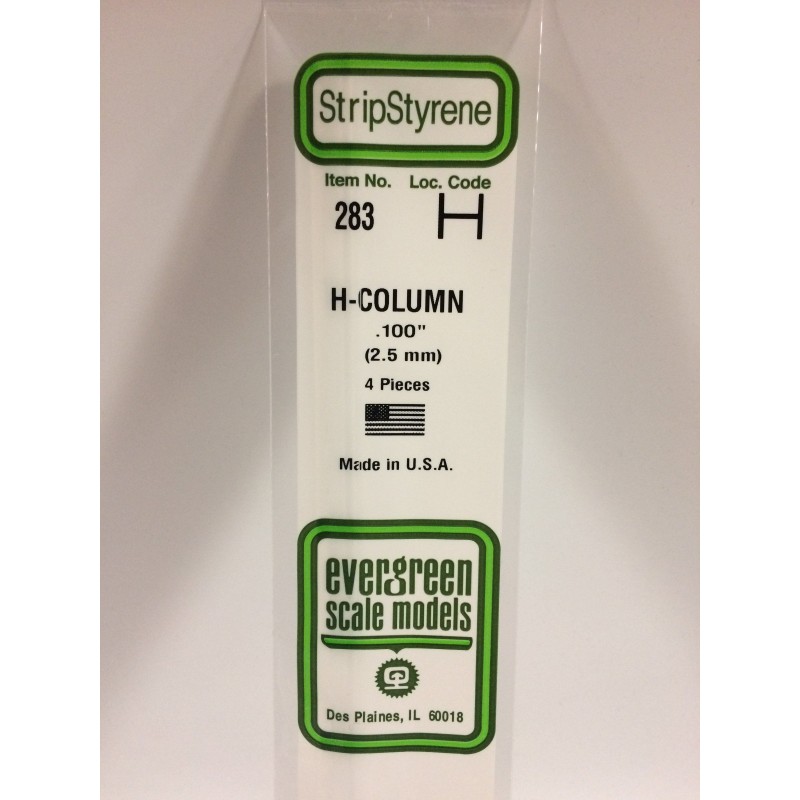 StripStyrene
Item No. Loc. Code
283 H
H-COLUMN
.100"
(2.5 mm)
4 Pieces
Made in U.S.A.
evergreen
scale models
Des Plaines, IL 60018